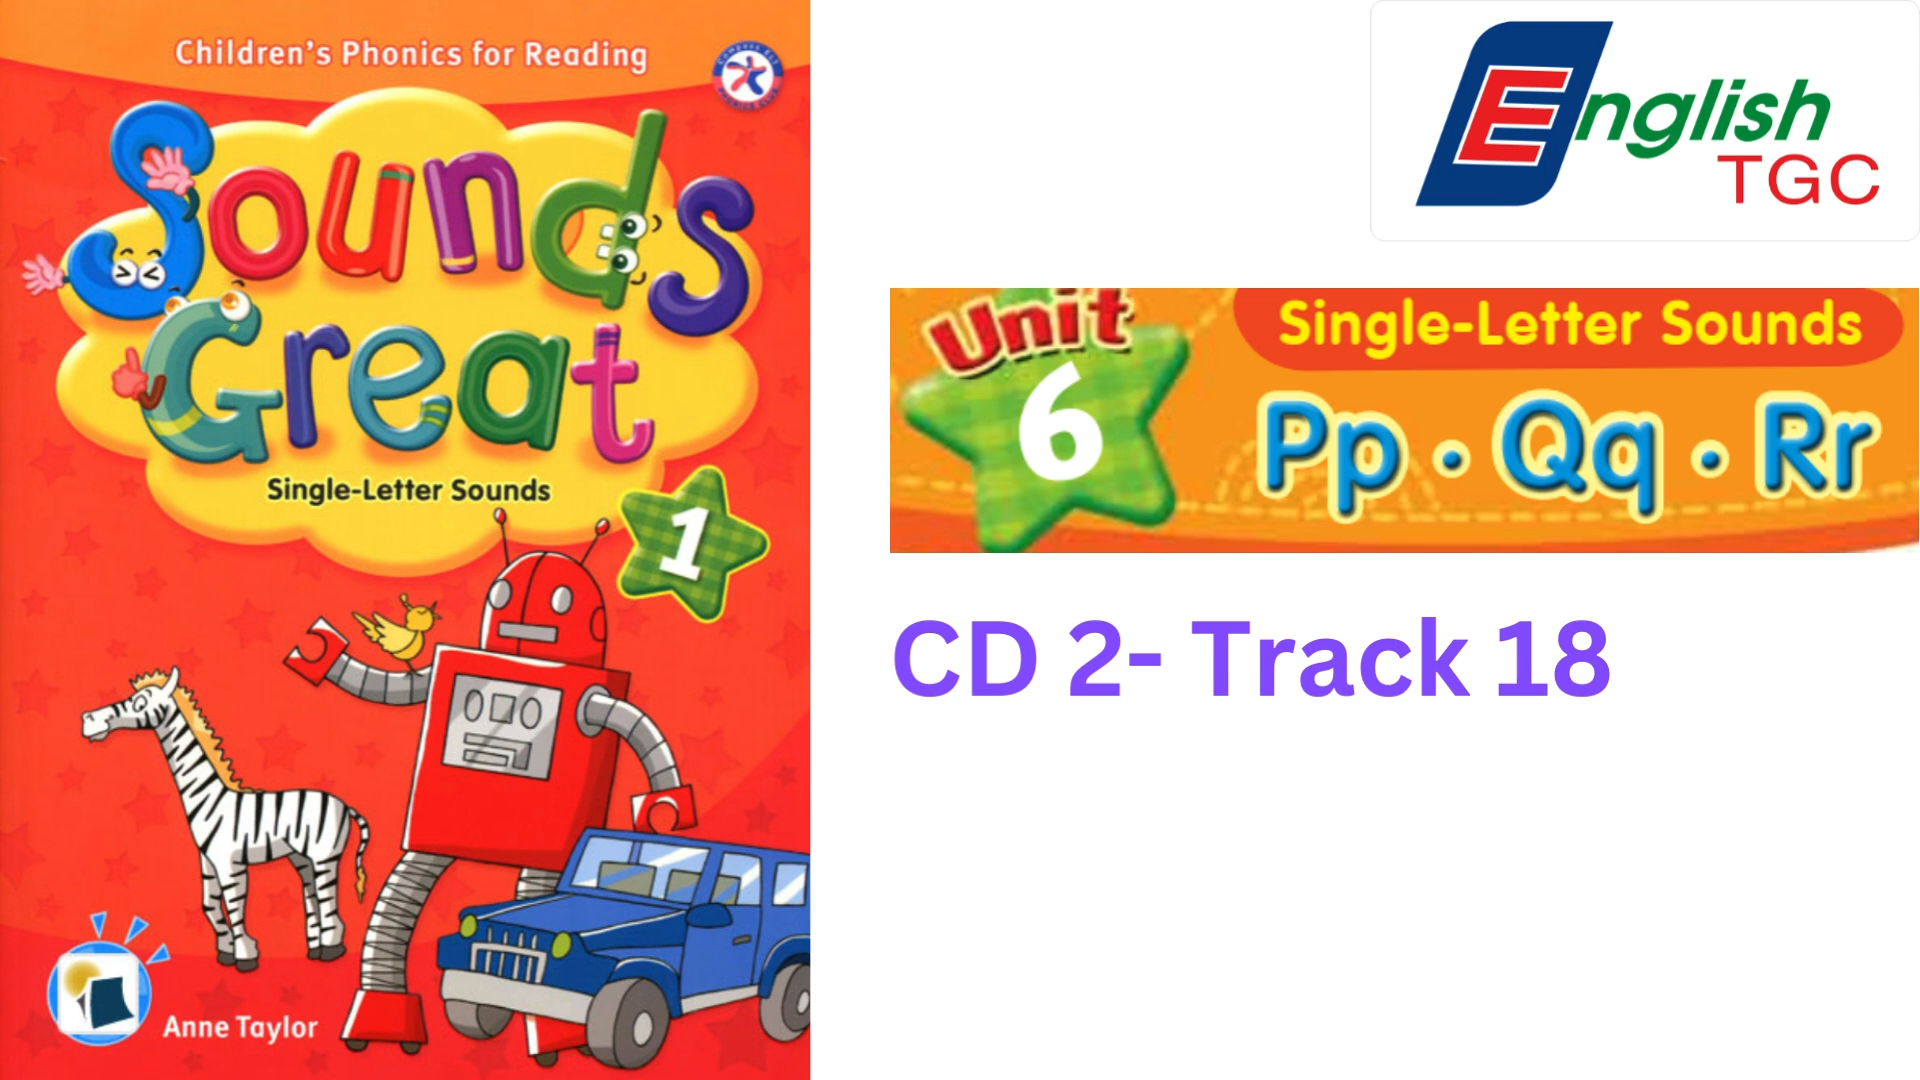 Children's Phonics for Reading
Sounds
Great
Single-Letter Sounds
1
Anne Taylor
English
TGC
Unit
6
Single-Letter Sounds
Pp • Qq • Rr
CD 2- Track 18